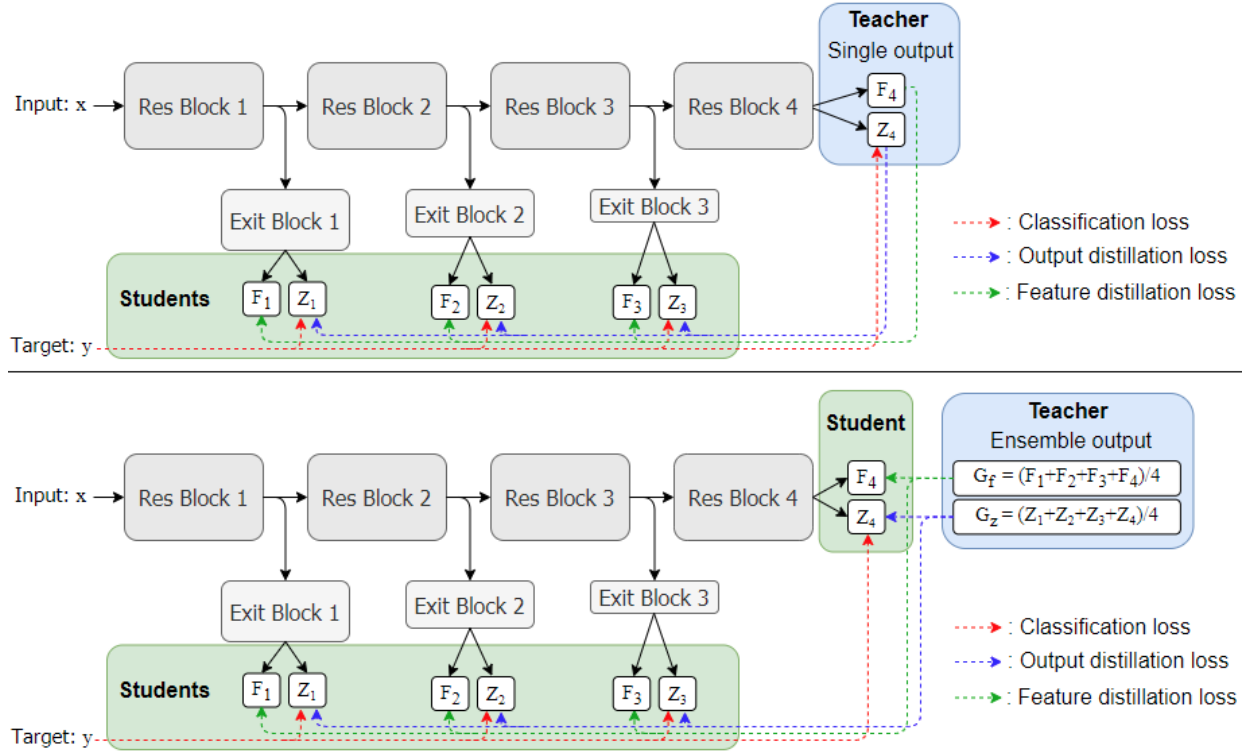 Teacher
Single output
Input: x
Res Block 1
Res Block 2
Res Block 3
Res Block 4
F4
Z4
Exit Block 1
Exit Block 2
Exit Block 3
Students
F1
Z1
F2
Z2
F3
Z3
Target: y
: Classification loss
: Output distillation loss
: Feature distillation loss
Student
Teacher
Ensemble output
Input: x
Res Block 1
Res Block 2
Res Block 3
Res Block 4
F4
Z4
Gf = (F1+F2+F3+F4)/4
Gz = (Z1+Z2+Z3+Z4)/4
Exit Block 1
Exit Block 2
Exit Block 3
Students
F1
Z1
F2
Z2
F3
Z3
Target: y
: Classification loss
: Output distillation loss
: Feature distillation loss